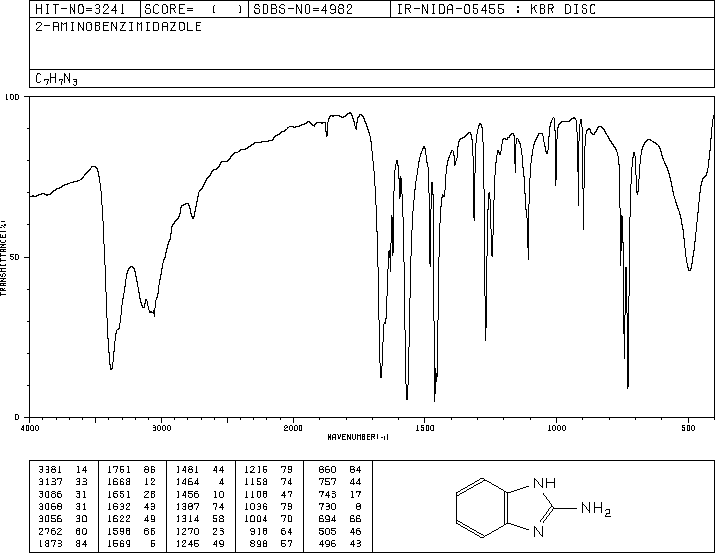 HIT-NO=3241 SCORE= ( ) SDBS-NO=4982 IR-NIDA-05455 : KBR DISC
2-AMINOBENZIMIDAZOLE
C7H7N3
100
50
0
TRANSMITTANCE(%)
4000 3000 2000 1500 1000 500
WAVENUMBER(-1)
3381 14 1761 86 1481 44 1216 79 860 84
3137 33 1668 12 1464 4 1158 74 757 44
3086 31 1651 28 1456 10 1108 47 743 17
3068 31 1632 49 1387 74 1036 79 730 8
3056 30 1622 49 1314 58 1004 70 694 66
2762 60 1598 66 1270 23 918 64 505 46
1873 84 1569 5 1245 49 898 57 496 43
NH
N
NH2